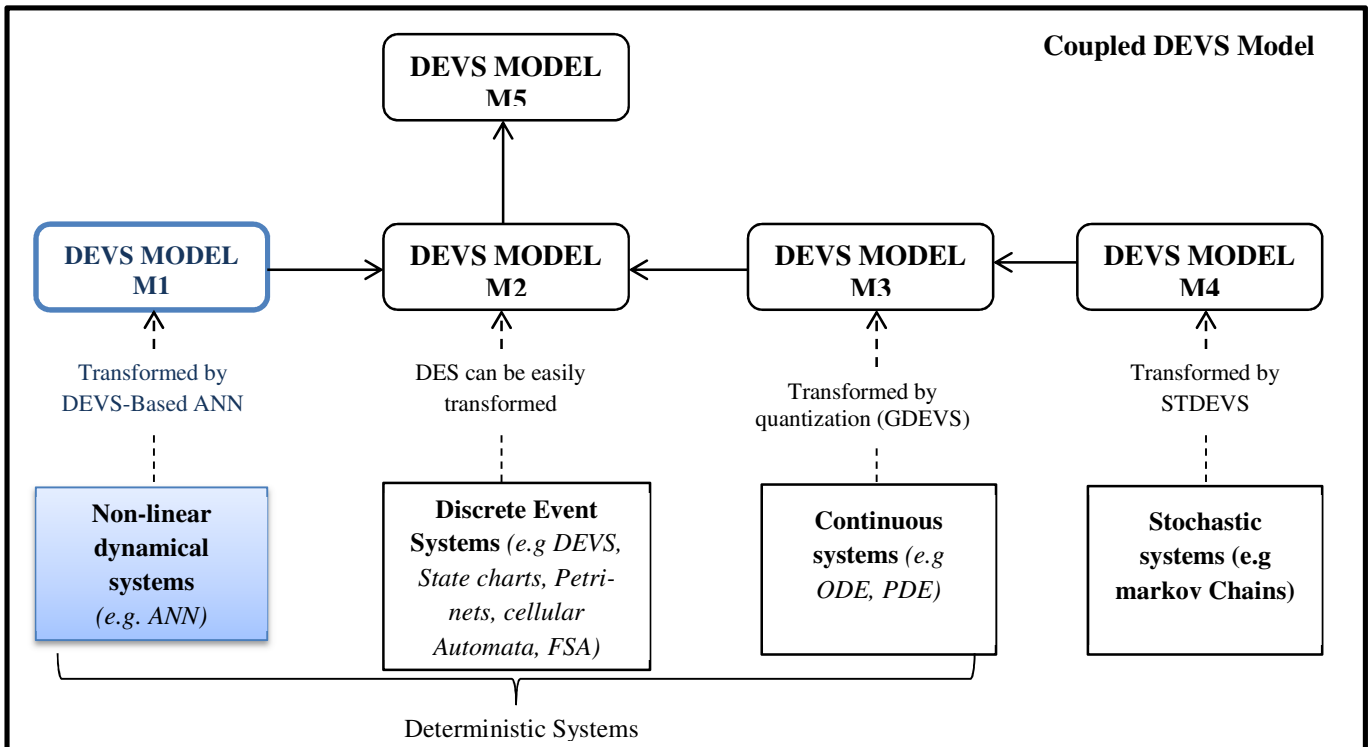 Coupled DEVS Model
DEVS MODEL
M5
DEVS MODEL
M1
DEVS MODEL
M2
DEVS MODEL
M3
DEVS MODEL
M4
Transformed by
DEVS-Based ANN
DES can be easily
transformed
Transformed by
quantization (GDEVS)
Transformed by
STDEVS
Non-linear
dynamical
systems
(e.g. ANN)
Discrete Event
Systems (e.g DEVS,
State charts, Petri-
nets, cellular
Automata, FSA)
Continuous
systems (e.g
ODE, PDE)
Stochastic
systems (e.g
markov Chains)
Deterministic Systems